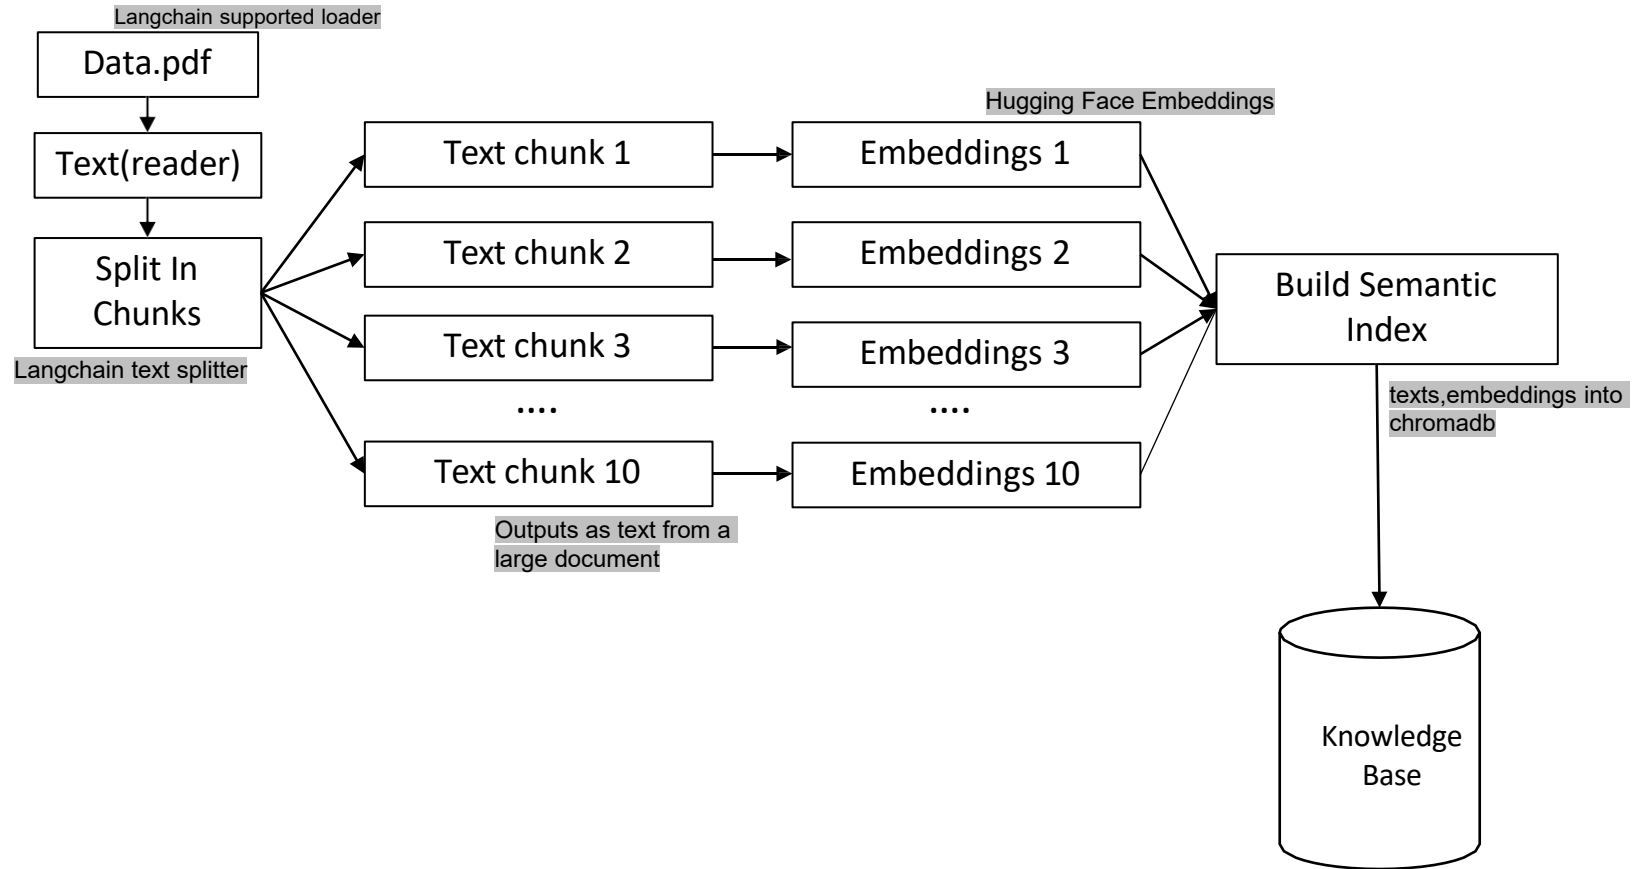 Langchain supported loader
Data.pdf
Text(reader)
Split In
Chunks
Langchain text splitter
Text chunk 1
Text chunk 2
Text chunk 3
....
Text chunk 10
Outputs as text from a
large document
Hugging Face Embeddings
Embeddings 1
Embeddings 2
Embeddings 3
....
Embeddings 10
Build Semantic
Index
texts,embeddings into
chromadb
Knowledge
Base